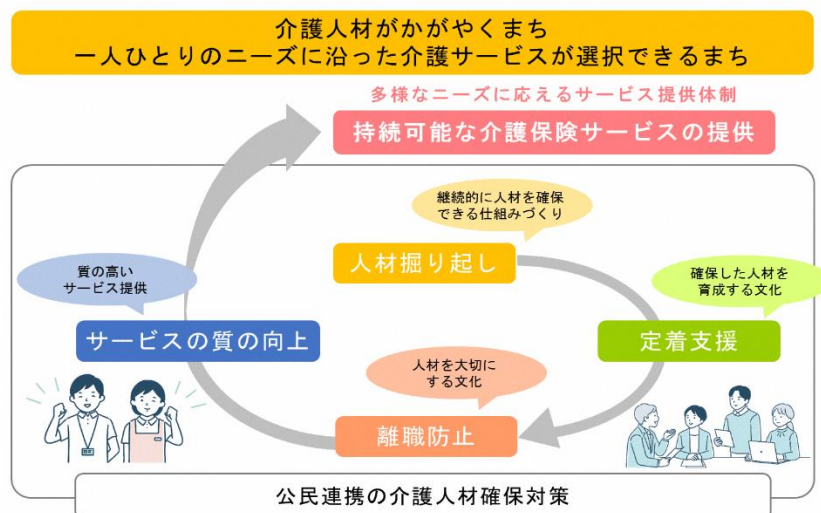 介護人材がかがやくまち
一人ひとりのニーズに沿った介護サービスが選択できるまち
多様なニーズに応えるサービス提供体制
持続可能な介護保険サービスの提供
継続的に人材を確保
できる仕組みづくり
人材掘り起し
確保した人材を
育成する文化
定着支援
人材を大切に
する文化
離職防止
質の高い
サービス提供
サービスの質の向上
公民連携の介護人材確保対策